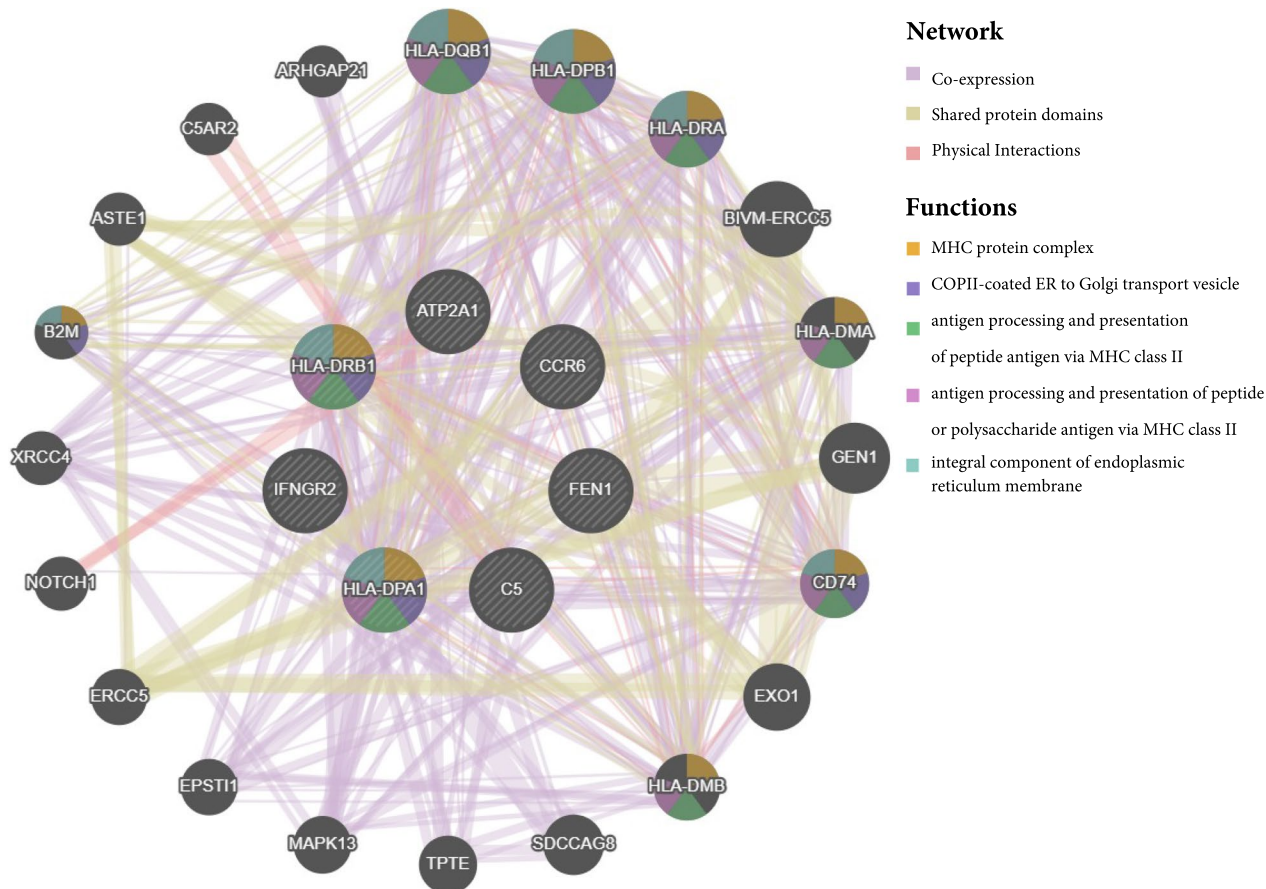 HLA-DQB1
ARHGAP21
HLA-DPB1
C5AR2
HLA-DRA
ASTE1
BIVM-ERCC5
ATP2A1
B2M
HLA-DRB1
CCR6
HLA-DMA
XRCC4
IFNGR2
FEN1
GEN1
NOTCH1
HLA-DPA1
C5
CD74
ERCC5
EXO1
EPSTI1
HLA-DMB
MAPK13
TPTE
SDCCAG8
Network
Co-expression
Shared protein domains
Physical Interactions
Functions
MHC protein complex
COPII-coated ER to Golgi transport vesicle
antigen processing and presentation
of peptide antigen via MHC class II
antigen processing and presentation of peptide
or polysaccharide antigen via MHC class II
integral component of endoplasmic
reticulum membrane